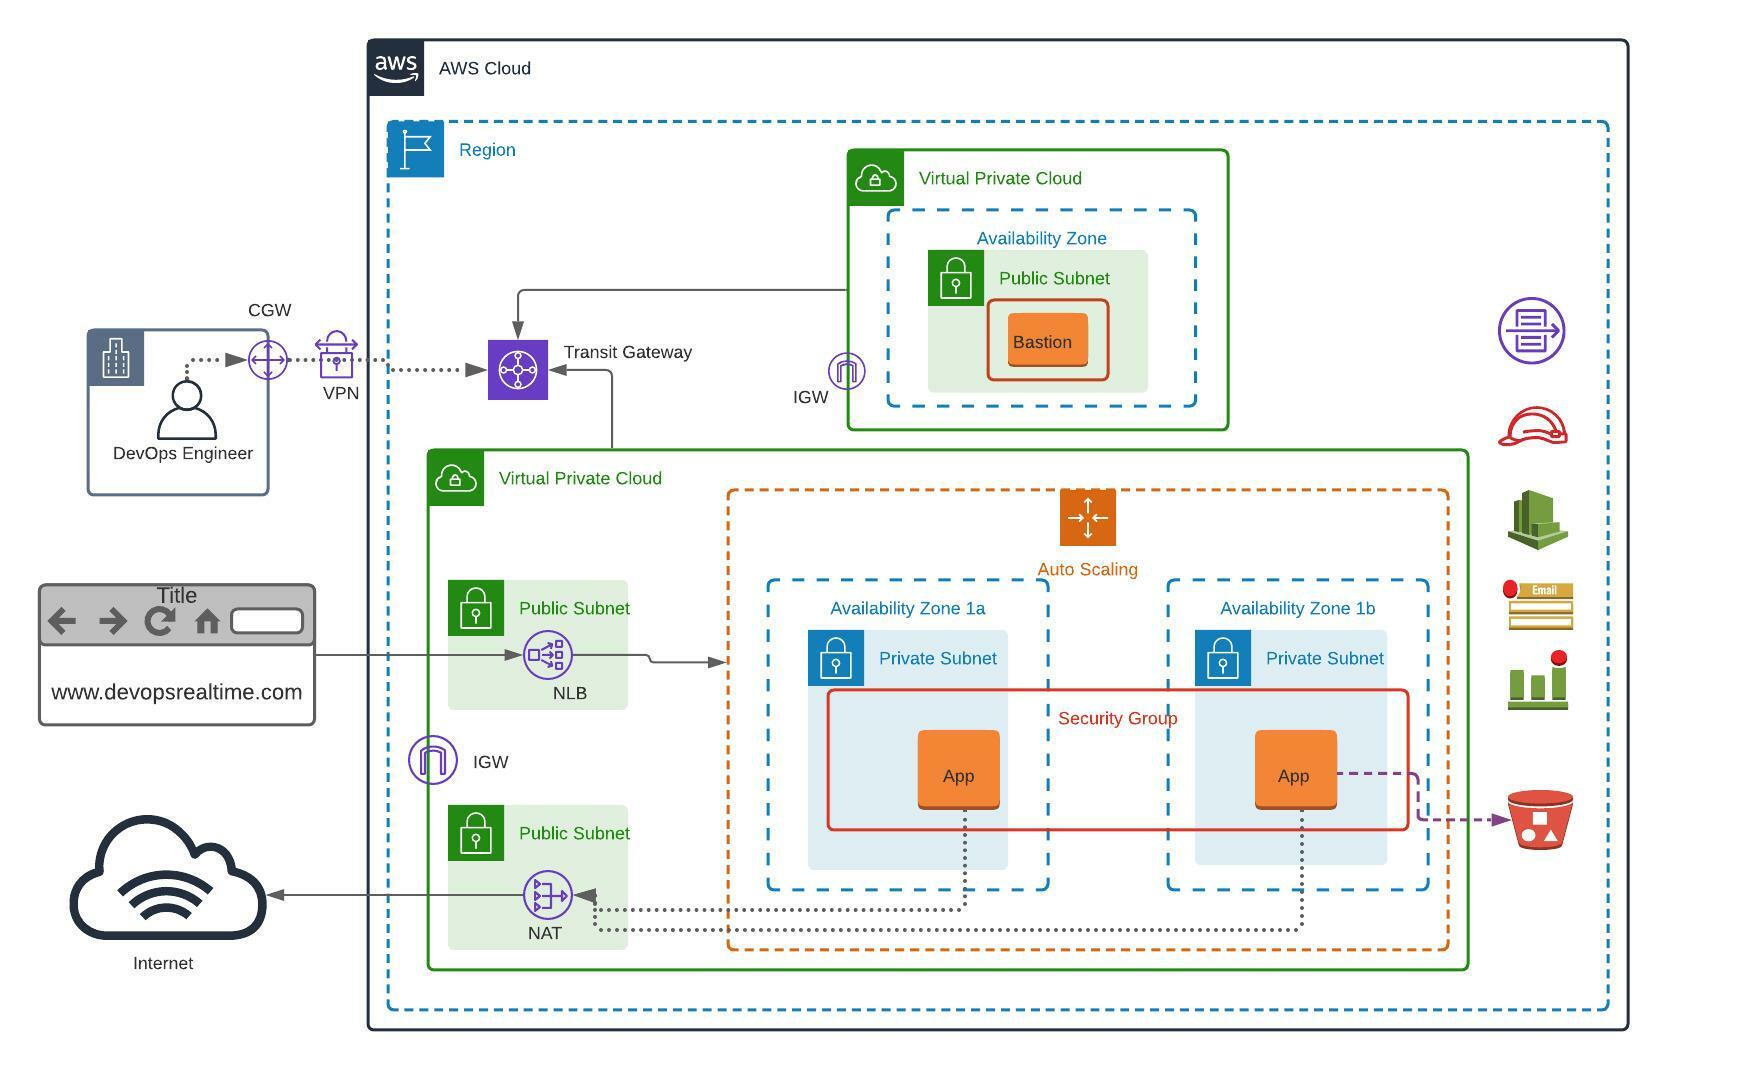 aws
AWS Cloud
Region
Virtual Private Cloud
Availability Zone
Public Subnet
Bastion
IGW
CGW
VPN
DevOps Engineer
Transit Gateway
Virtual Private Cloud
Auto Scaling
Title
www.devopsrealtime.com
Public Subnet
NLB
Availability Zone 1a
Private Subnet
Availability Zone 1b
Private Subnet
Security Group
App
App
IGW
Public Subnet
NAT
Internet
Email